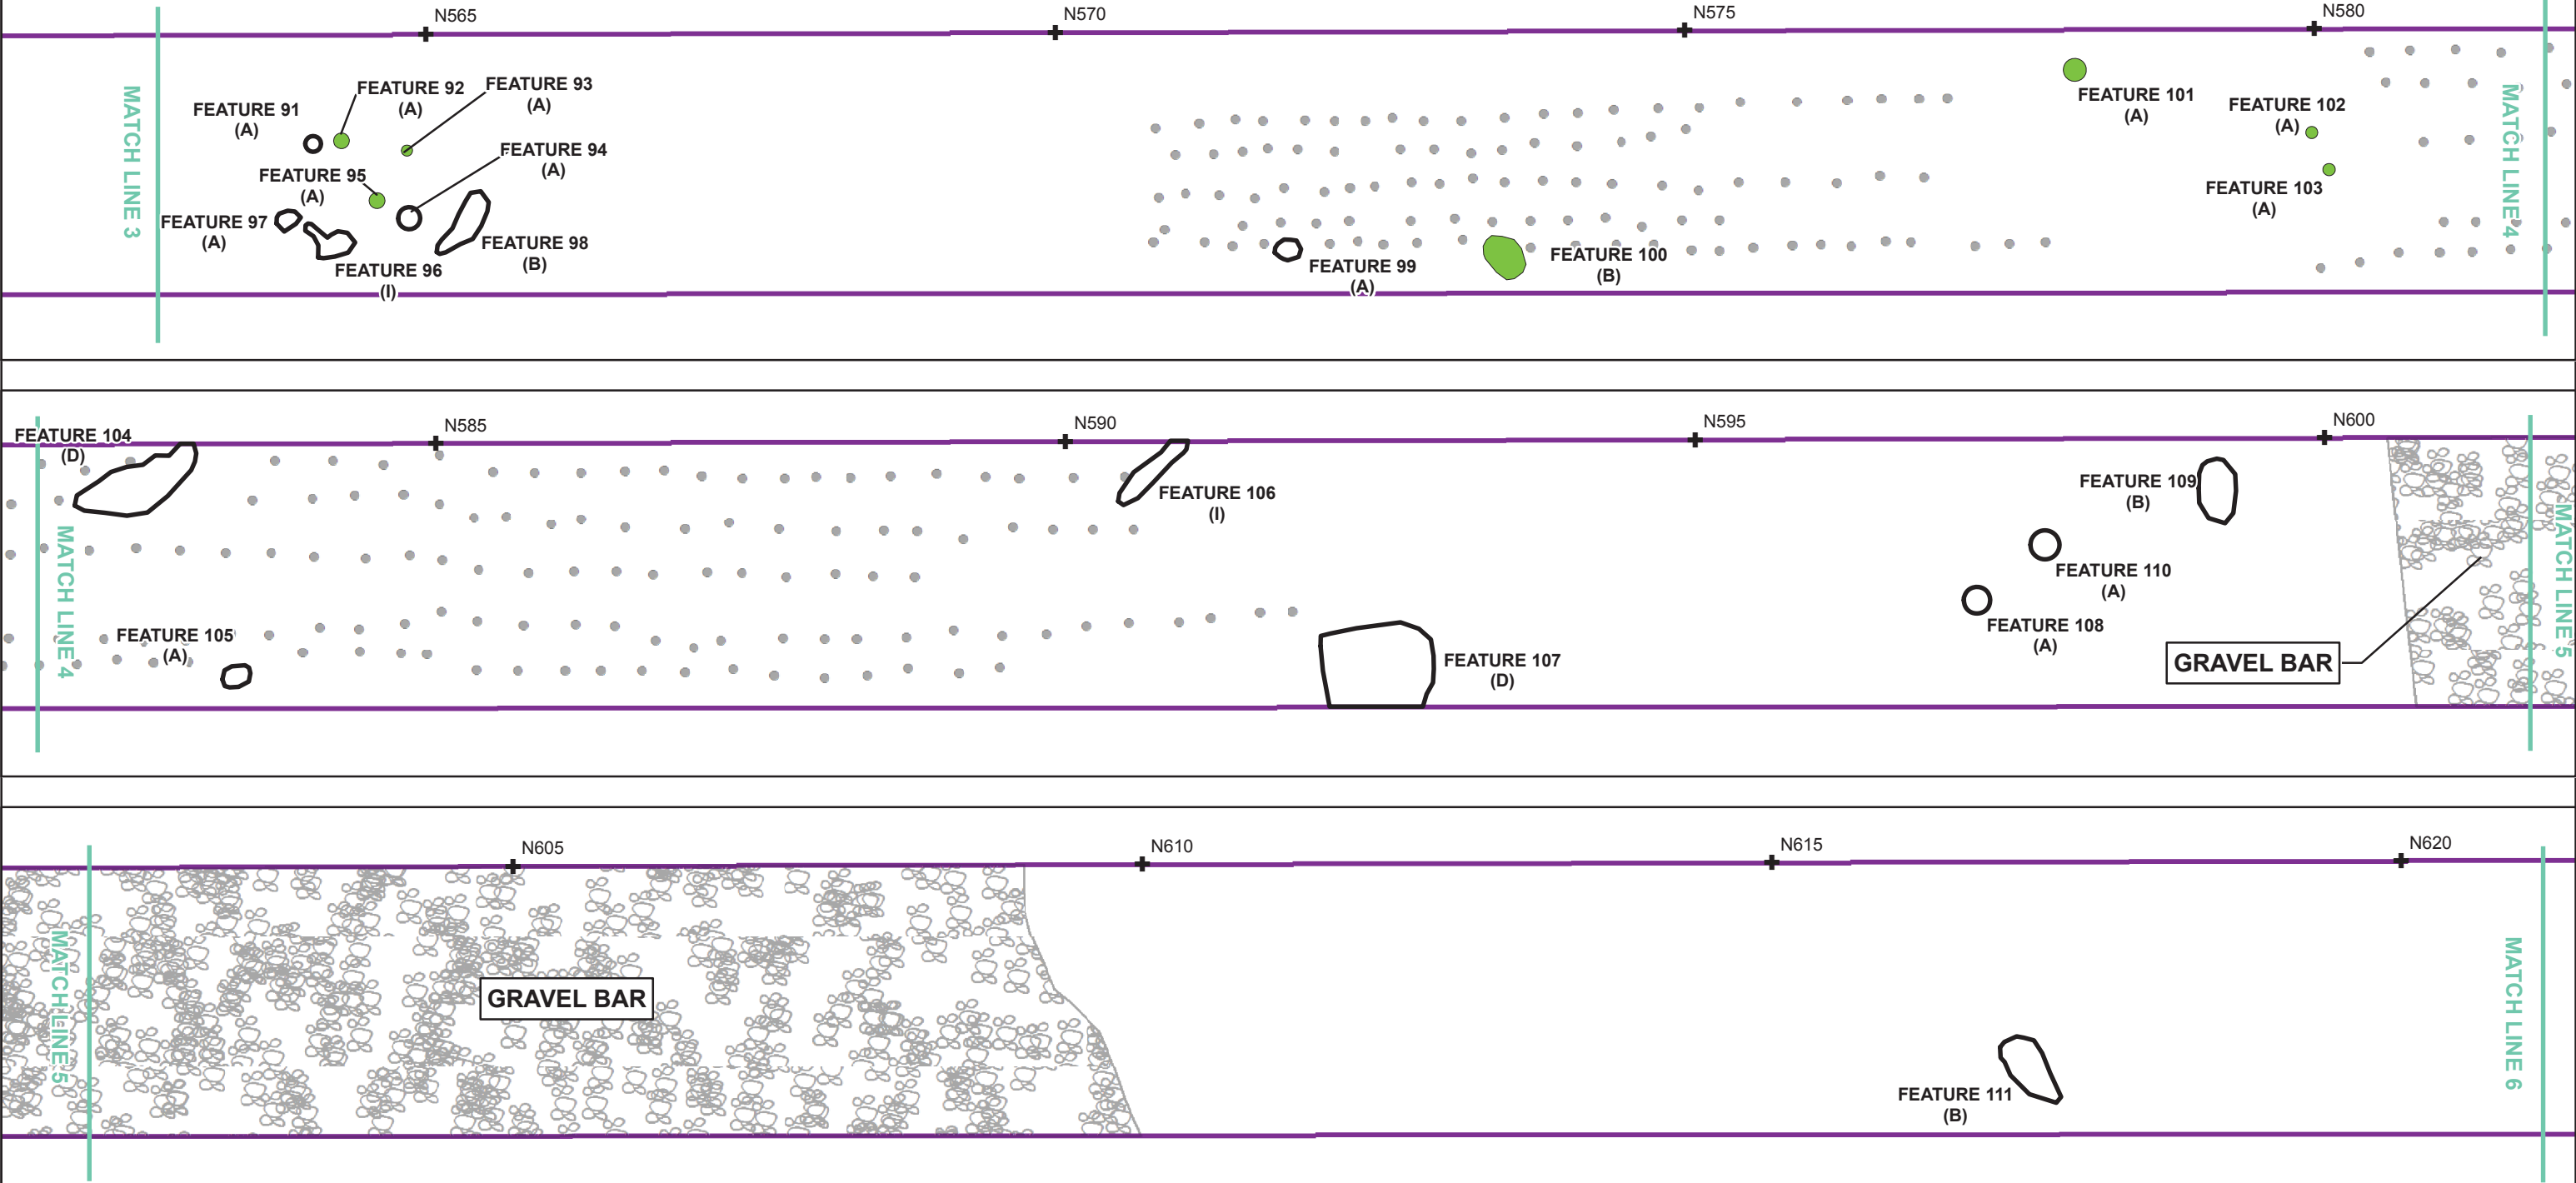 N565
N570
N575
N580
MATCH LINE 3
FEATURE 91
(A)
FEATURE 92
(A)
FEATURE 93
(A)
FEATURE 94
(A)
FEATURE 95
(A)
FEATURE 97
(A)
FEATURE 96
(I)
FEATURE 98
(B)
FEATURE 99
(A)
FEATURE 100
(B)
FEATURE 101
(A)
FEATURE 102
(A)
FEATURE 103
(A)
MATCH LINE 4
N585
N590
N595
N600
FEATURE 104
(D)
MATCH LINE 4
FEATURE 105
(A)
FEATURE 106
(I)
FEATURE 107
(D)
FEATURE 109
(B)
FEATURE 110
(A)
FEATURE 108
(A)
GRAVEL BAR
MATCH LINE 5
N605
N610
N615
N620
MATCH LINE 5
GRAVEL BAR
FEATURE 111
(B)
MATCH LINE 6